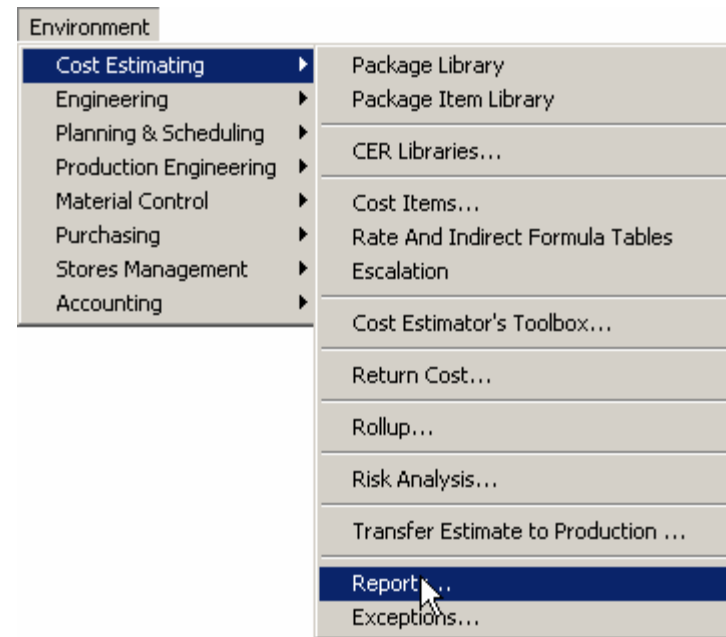 Environment
Cost Estimating
Engineering
Planning & Scheduling
Production Engineering
Material Control
Purchasing
Stores Management
Accounting
Package Library
Package Item Library
CER Libraries...
Cost Items...
Rate And Indirect Formula Tables
Escalation
Cost Estimator's Toolbox...
Return Cost...
Rollup...
Risk Analysis...
Transfer Estimate to Production ...
Reports...
Exceptions...